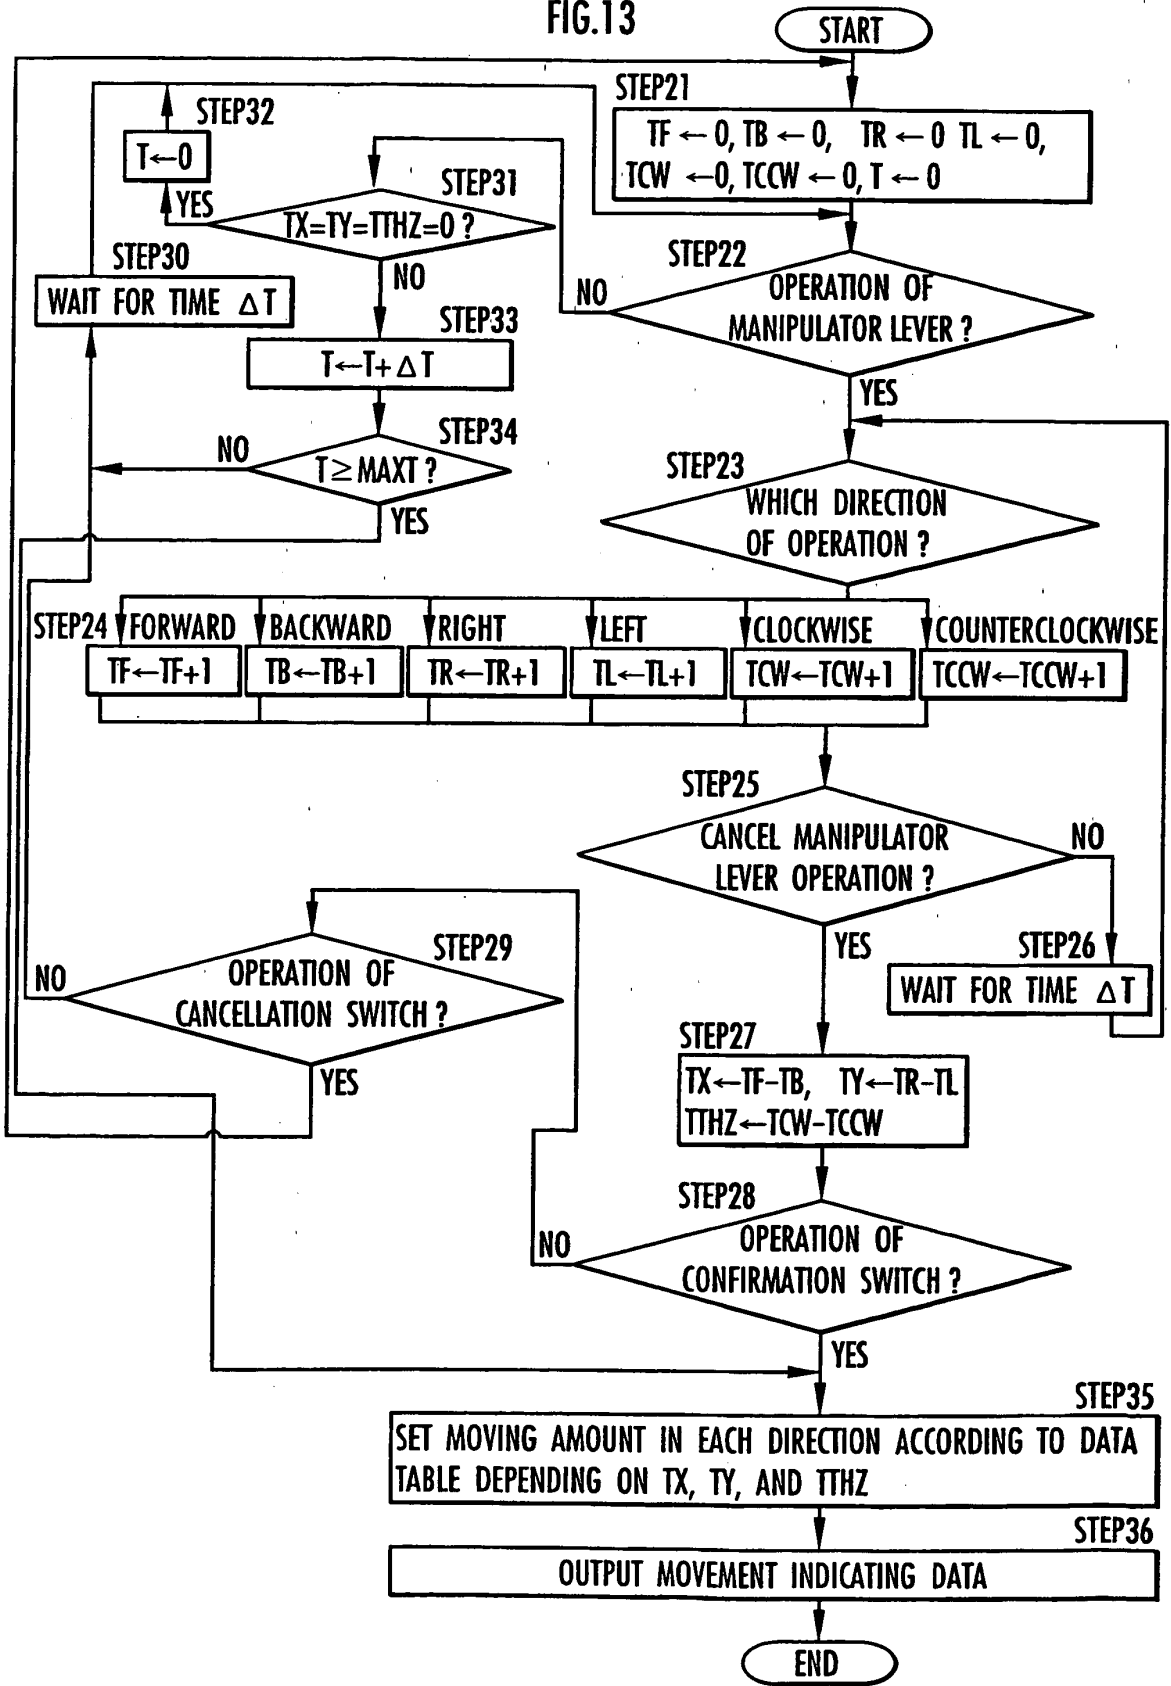 FIG.13
START
STEP21
TF ← 0, TB ← 0, TR ← 0 TL ← 0,
TCW ← 0, TCCW ← 0, T ← 0
STEP32
T←0
YES
STEP31
TX=TY=TTHZ=0 ?
NO
STEP30
WAIT FOR TIME ΔT
STEP22
OPERATION OF
MANIPULATOR LEVER ?
NO
YES
STEP33
T←T+ΔT
STEP34
T≥MAXT ?
NO
YES
STEP23
WHICH DIRECTION
OF OPERATION ?
STEP24
FORWARD
BACKWARD
RIGHT
LEFT
CLOCKWISE
COUNTERCLOCKWISE
TF←TF+1
TB←TB+1
TR←TR+1
TL←TL+1
TCW←TCW+1
TCCW←TCCW+1
STEP25
CANCEL MANIPULATOR
LEVER OPERATION ?
NO
YES
STEP26
WAIT FOR TIME ΔT
STEP29
OPERATION OF
CANCELLATION SWITCH ?
NO
YES
STEP27
TX←TF-TB, TY←TR-TL
TTHZ←TCW-TCCW
STEP28
OPERATION OF
CONFIRMATION SWITCH ?
NO
YES
STEP35
SET MOVING AMOUNT IN EACH DIRECTION ACCORDING TO DATA
TABLE DEPENDING ON TX, TY, AND TTHZ
STEP36
OUTPUT MOVEMENT INDICATING DATA
END